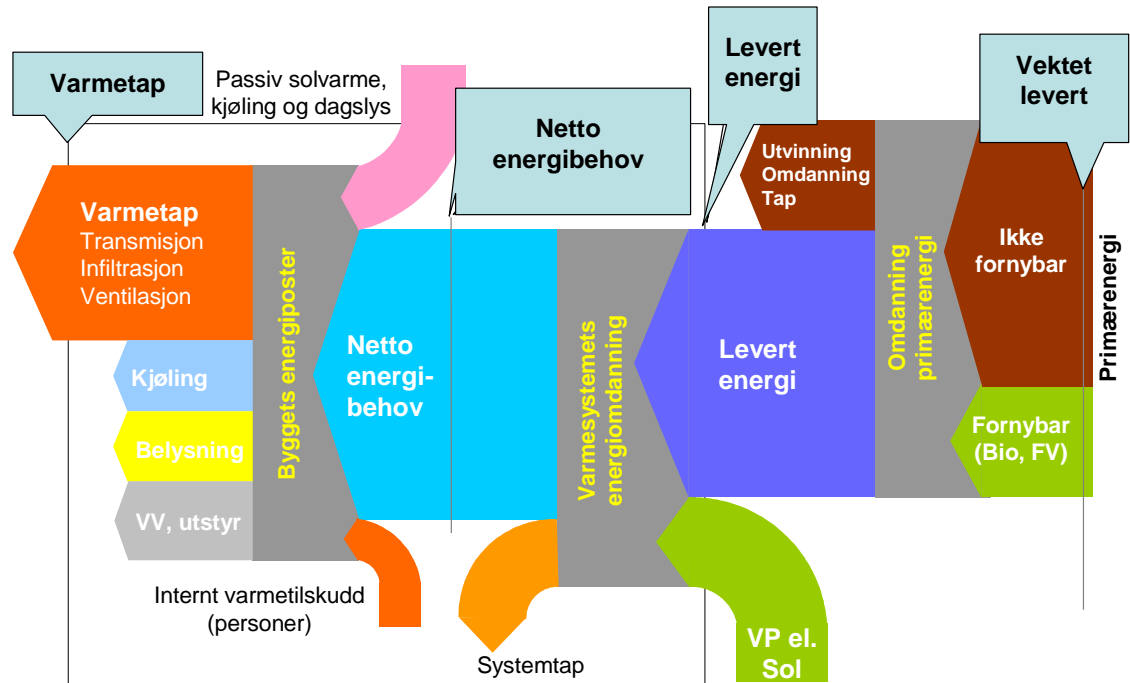 Varmetap
Passiv solvarme,
kjøling og dagslys
Netto
energibehov
Levert
energi
Vektet
levert
Varmetap
Transmisjon
Infiltrasjon
Ventilasjon
Kjøling
Belysning
VV, utstyr
Byggets energiposter
Internt varmetilskudd
(personer)
Netto
energi-
behov
Varmesystemets
energiomdanning
Systemtap
Levert
energi
VP el.
Sol
Utvinning
Omdanning
Tap
Omdanning
primærenergi
Ikke
fornybar
Fornybar
(Bio, FV)
Primærenergi